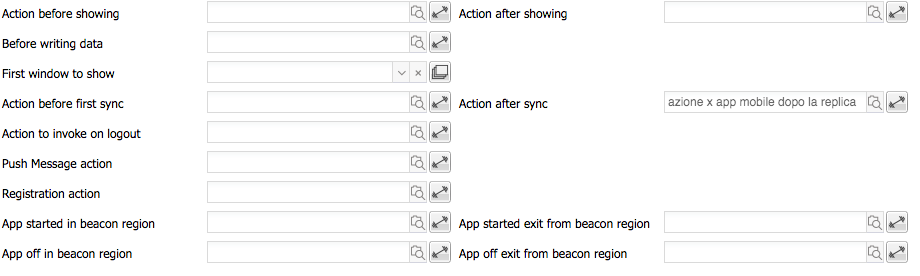 Action before showing
Action after showing
Before writing data
First window to show
Action before first sync
Action after sync
azione x app mobile dopo la replica
Action to invoke on logout
Push Message action
Registration action
App started in beacon region
App started exit from beacon region
App off in beacon region
App off exit from beacon region